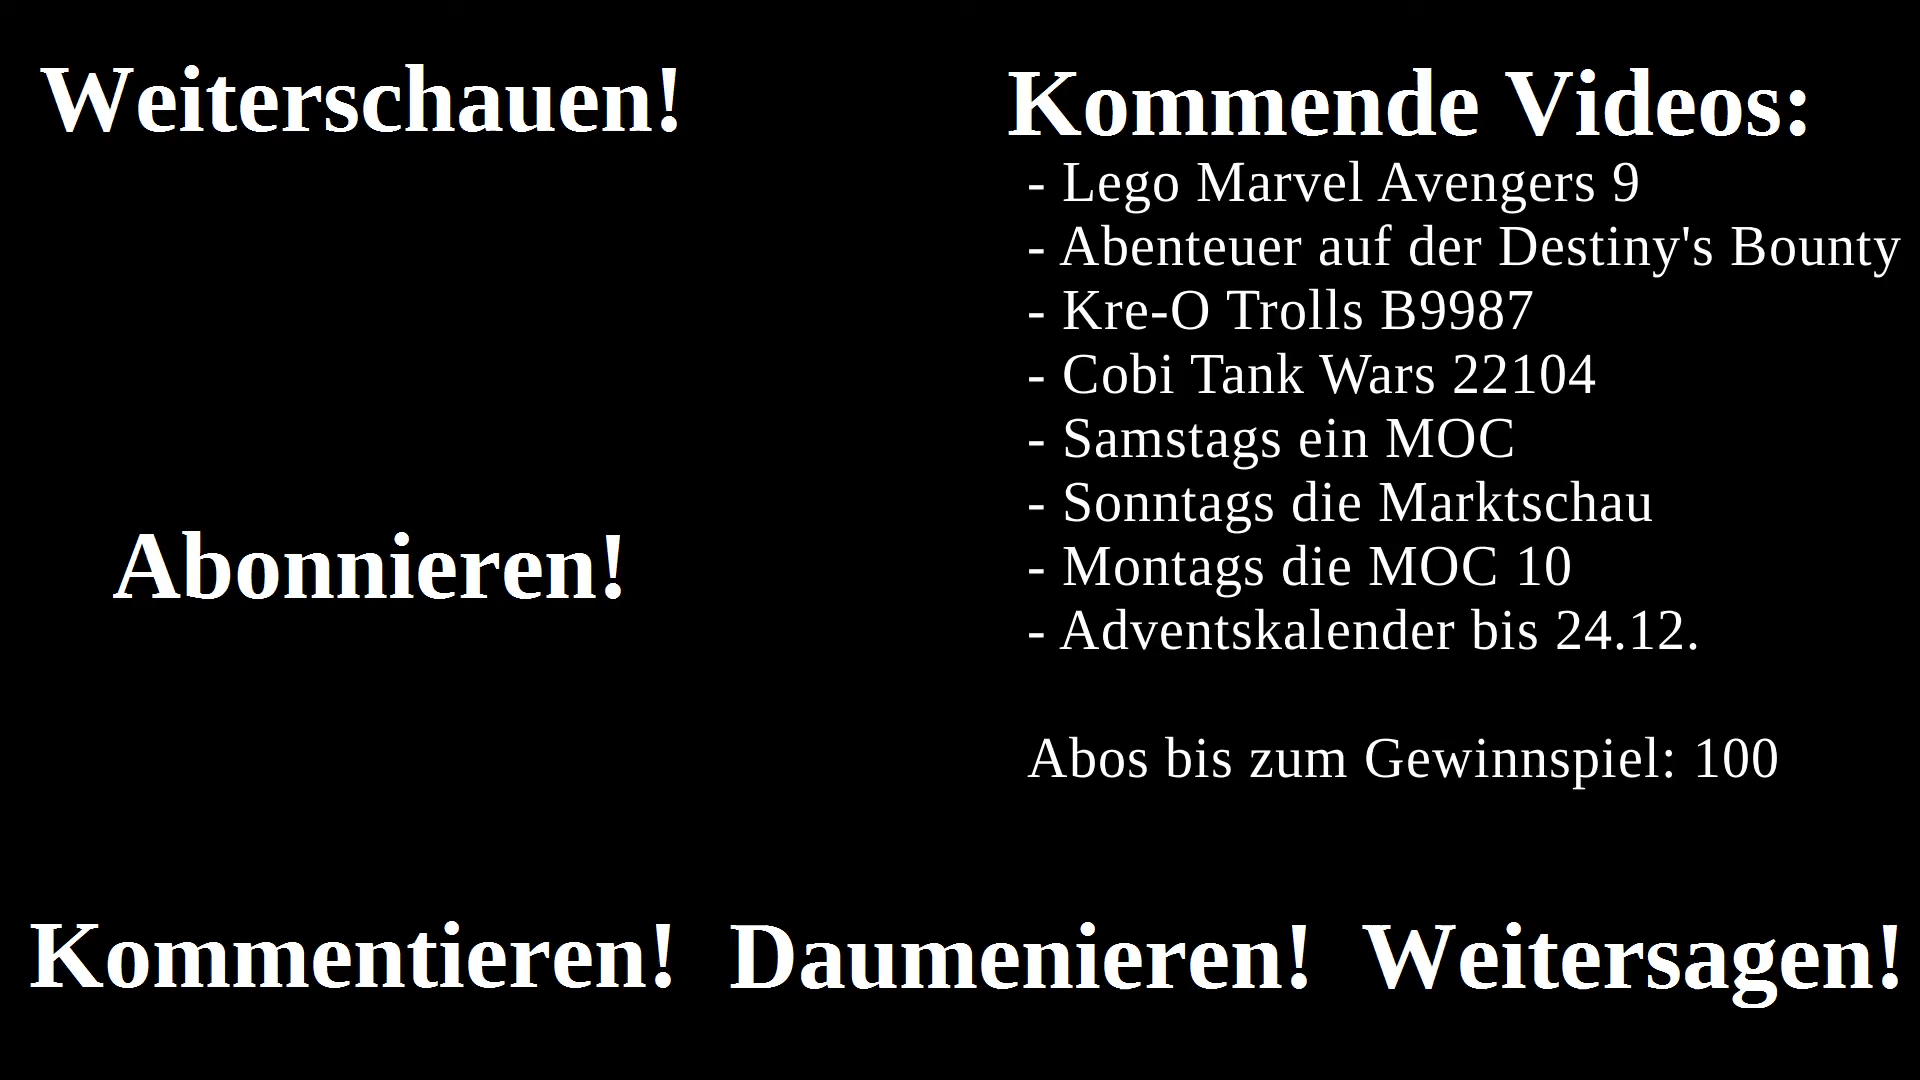 Weiterschauen!
Kommende Videos:
- Lego Marvel Avengers 9
- Abenteuer auf der Destiny's Bounty
- Kre-O Trolls B9987
- Cobi Tank Wars 22104
- Samstags ein MOC
- Sonntags die Marktschau
- Montags die MOC 10
- Adventskalender bis 24.12.
Abos bis zum Gewinnspiel: 100
Abonnieren!
Kommentieren! Daumenieren! Weitersagen!